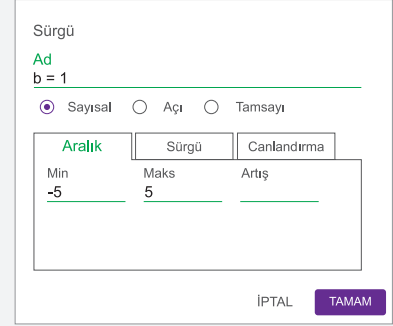 Sürgü
Ad
b = 1
Sayısal Açı Tamsayı
Aralık Sürgü Canlandırma
Min Maks Artış
-5 5
İPTAL TAMAM